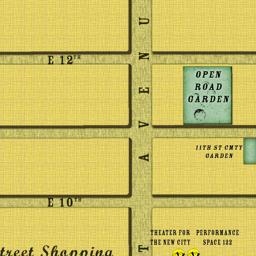 E 12TH
AVENU
OPEN
ROAD
GARDEN
11TH ST CMTY
GARDEN
E 10TH
THEATER FOR
THE NEW CITY
PERFORMANCE
SPACE 122
treet Shopping
T